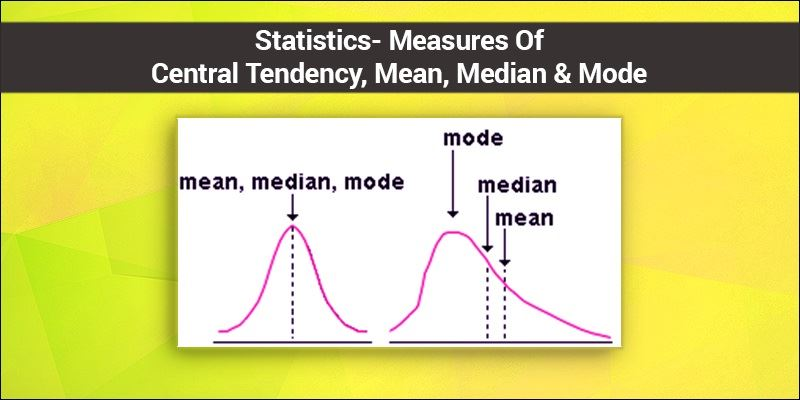 Statistics- Measures Of
Central Tendency, Mean, Median & Mode
mean, median, mode
mode
median
mean